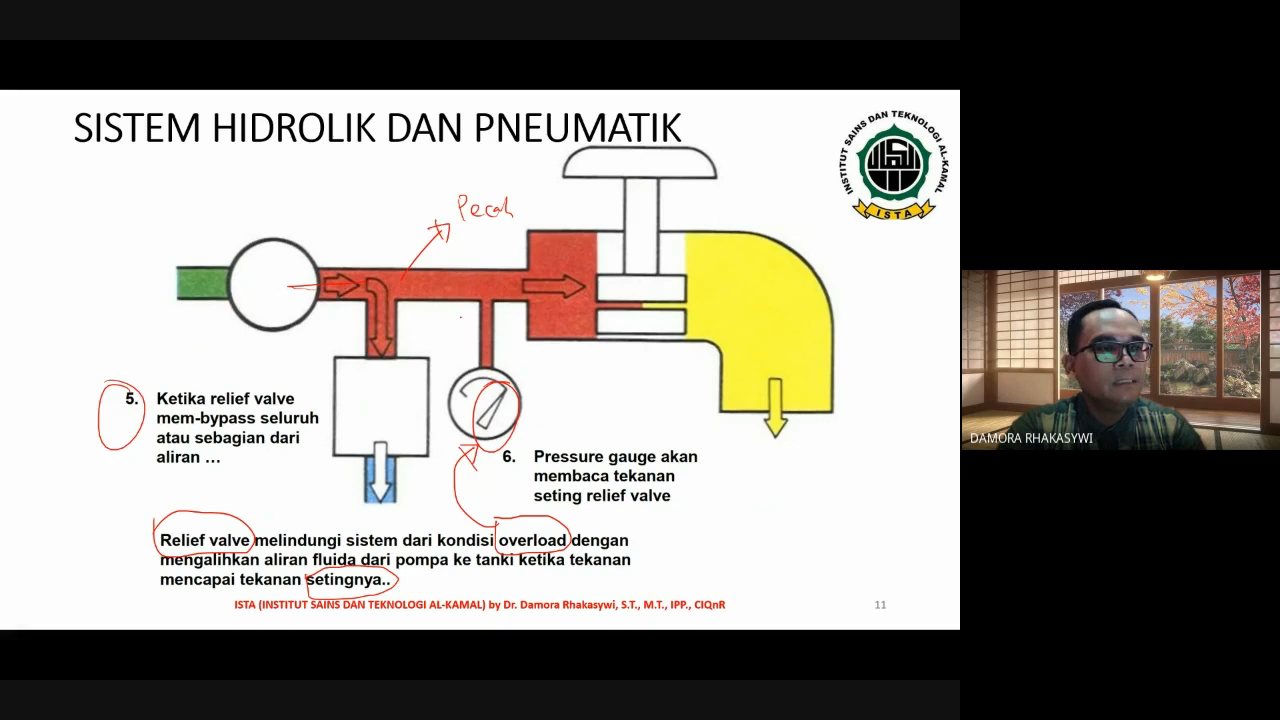 SISTEM HIDROLIK DAN PNEUMATIK
INSTITUT SAINS DAN TEKNOLOGI AL-KAMAL
ISTA
Pecah
5. Ketika relief valve
mem-bypass seluruh
atau sebagian dari
aliran …
6. Pressure gauge akan
membaca tekanan
seting relief valve
Relief valve melindungi sistem dari kondisi overload dengan
mengalihkan aliran fluida dari pompa ke tanki ketika tekanan
mencapai tekanan setingnya..
ISTA (INSTITUT SAINS DAN TEKNOLOGI AL-KAMAL) by Dr. Damora Rhakasywi, S.T., M.T., IPP., CIQnR
11
DAMORA RHAKASYWI